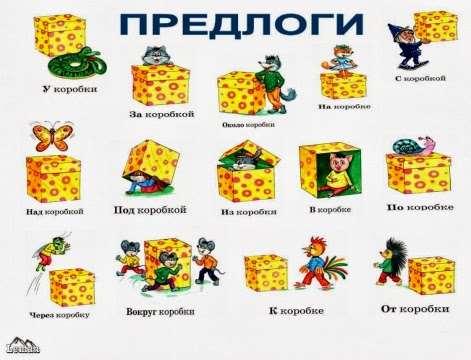 ПРЕДЛОГИ
У коробки
За коробкой
Около коробки
На коробке
С коробкой
Над коробкой
Под коробкой
Из коробки
В коробке
По коробке
Через коробку
Вокруг коробки
К коробке
От коробки
Leman